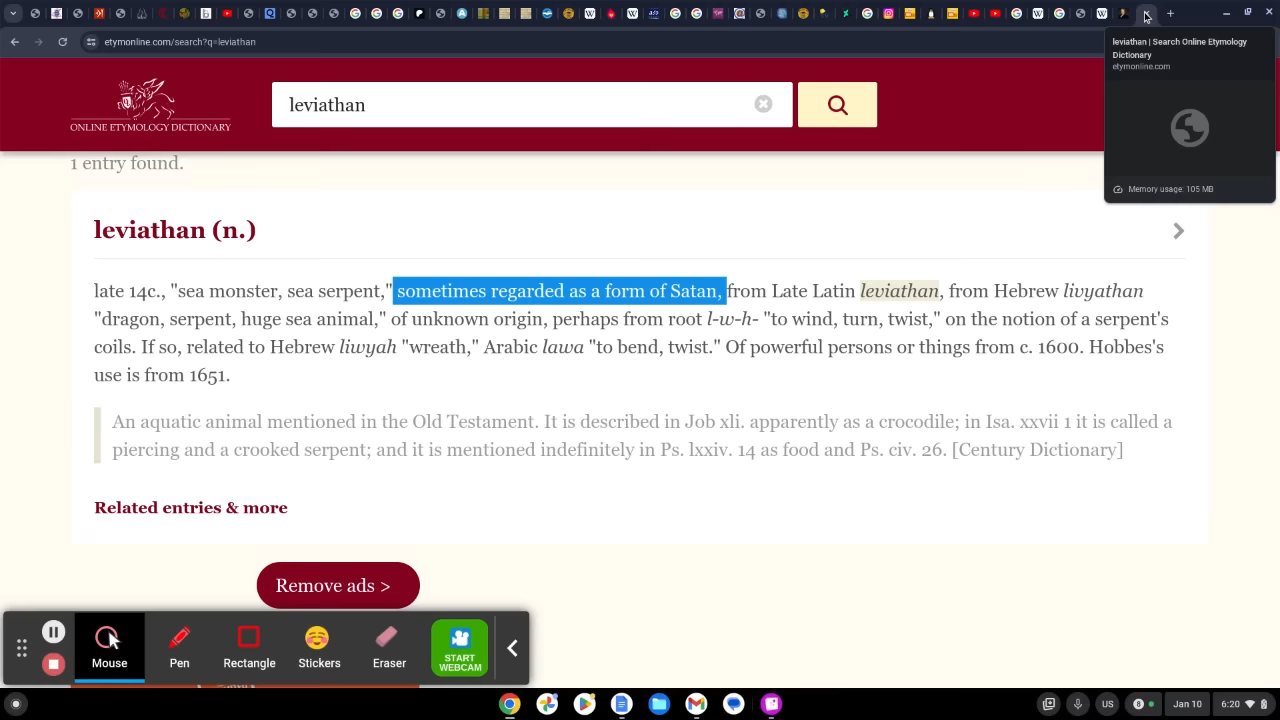 etymonline.com/search?q=leviathan
leviathan | Search Online Etymology
Dictionary
etymonline.com
Memory usage: 105 MB
ONLINE ETYMOLOGY DICTIONARY
leviathan
1 entry found.
leviathan (n.)
late 14c., "sea monster, sea serpent," sometimes regarded as a form of Satan, from Late Latin leviathan, from Hebrew livyathan
"dragon, serpent, huge sea animal," of unknown origin, perhaps from root l-w-h- "to wind, turn, twist," on the notion of a serpent's
coils. If so, related to Hebrew liwyah "wreath," Arabic lawa "to bend, twist." Of powerful persons or things from c. 1600. Hobbes's
use is from 1651.
An aquatic animal mentioned in the Old Testament. It is described in Job xli. apparently as a crocodile; in Isa. xxvii 1 it is called a
piercing and a crooked serpent; and it is mentioned indefinitely in Ps. lxxiv. 14 as food and Ps. civ. 26. [Century Dictionary]
Related entries & more
Remove ads >
Mouse
Pen
Rectangle
Stickers
Eraser
START
WEBCAM
US
8
Jan 10
6:20